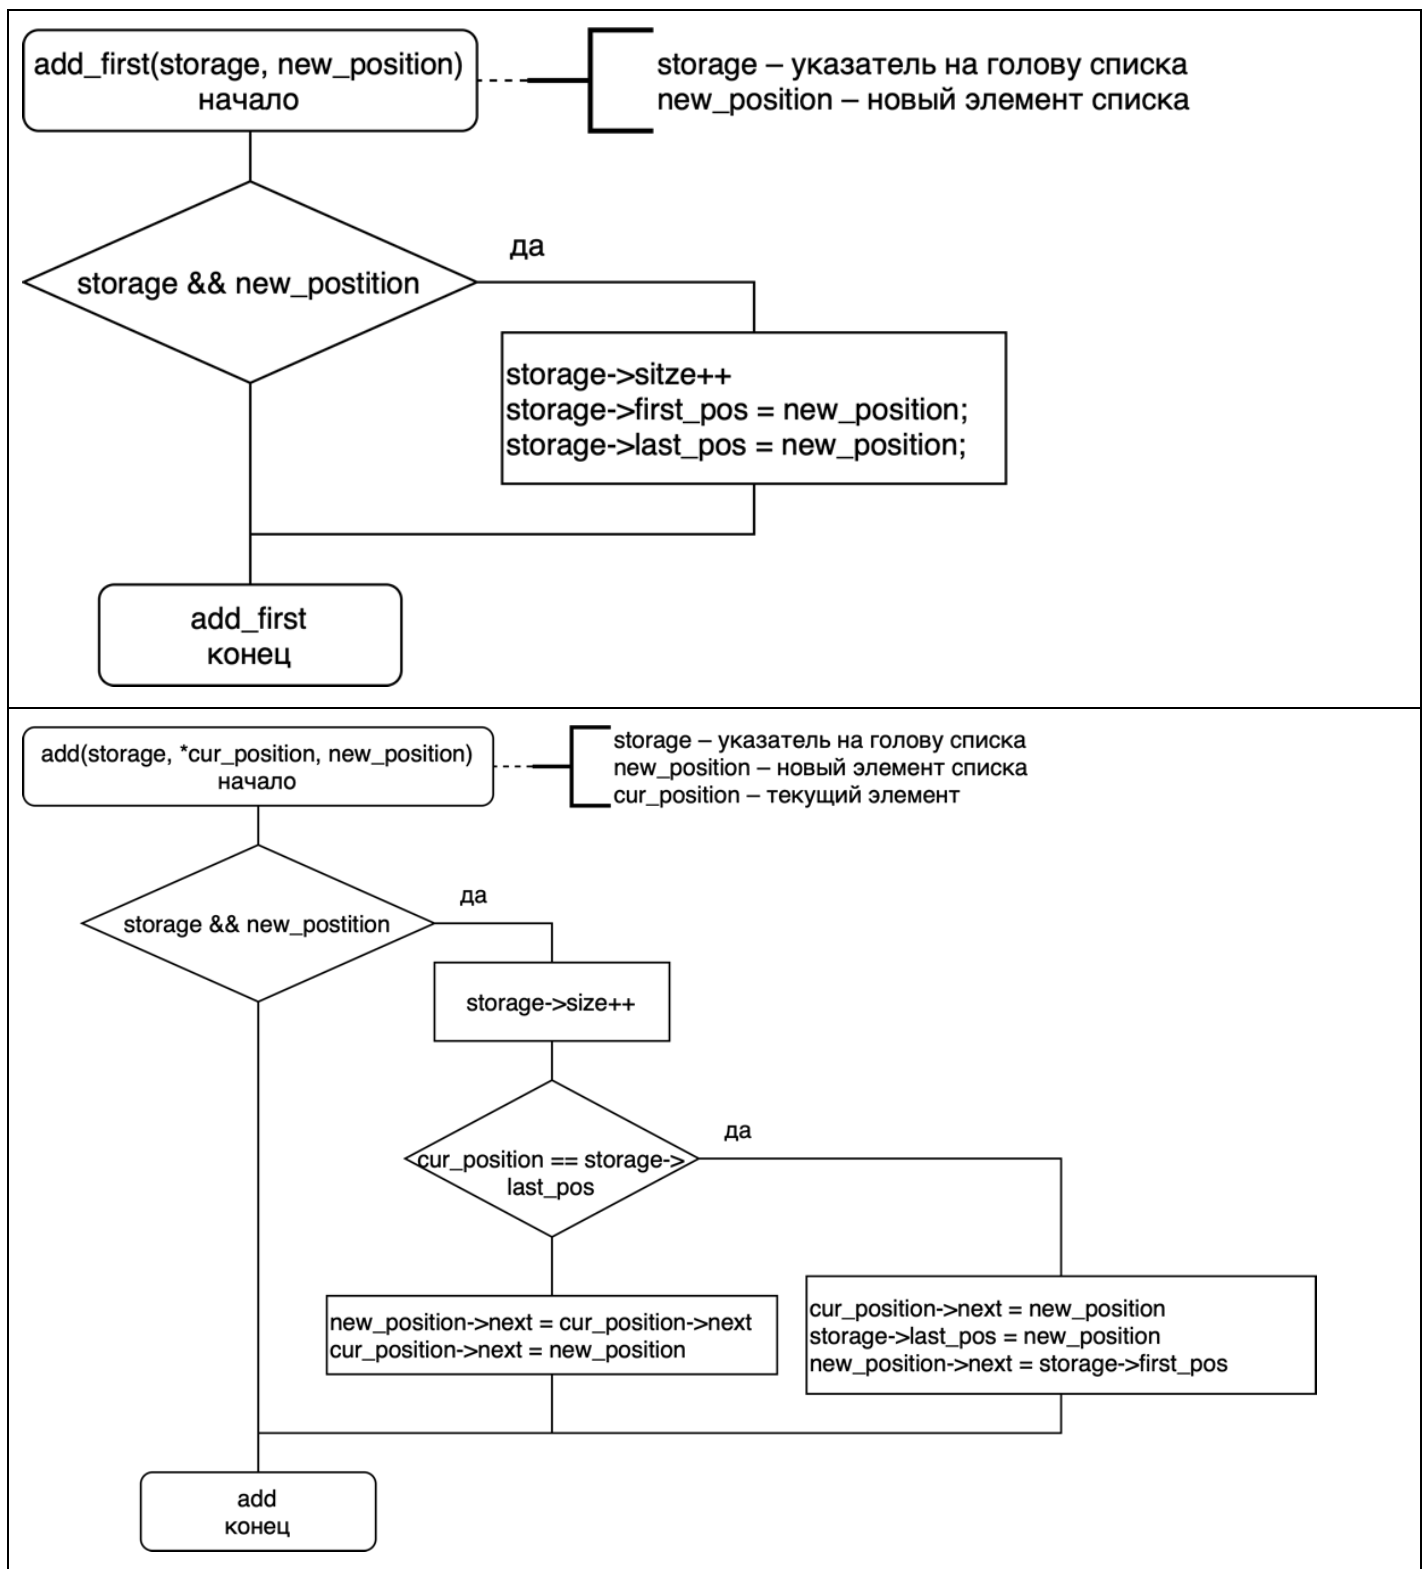 add_first(storage, new_position)
начало
storage – указатель на голову списка
new_position – новый элемент списка
да
storage && new_postition
storage->sitze++
storage->first_pos = new_position;
storage->last_pos = new_position;
add_first
конец
add(storage, *cur_position, new_position)
начало
storage – указатель на голову списка
new_position – новый элемент списка
cur_position – текущий элемент
да
storage && new_postition
storage->size++
да
cur_position == storage->
last_pos
new_position->next = cur_position->next
cur_position->next = new_position
cur_position->next = new_position
storage->last_pos = new_position
new_position->next = storage->first_pos
add
конец